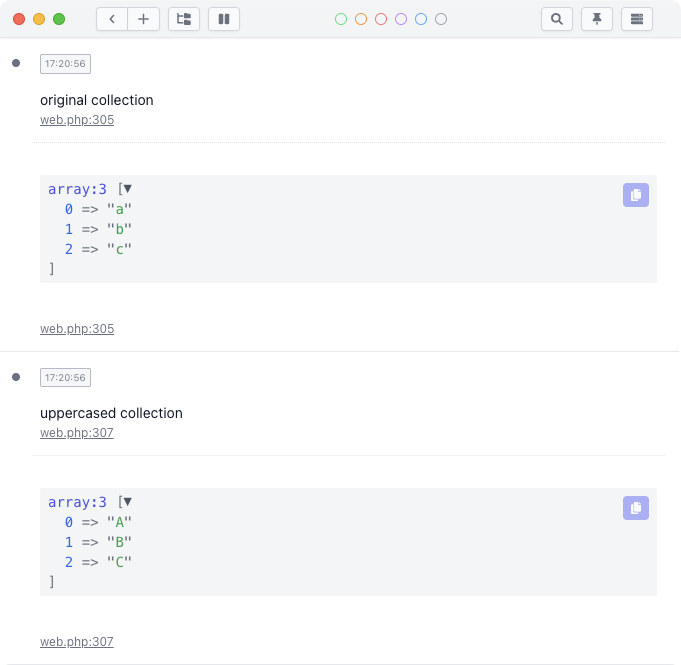 17:20:56
original collection
web.php:305
array:3 [▼
  0 => "a"
  1 => "b"
  2 => "c"
]
web.php:305
17:20:56
uppercased collection
web.php:307
array:3 [▼
  0 => "A"
  1 => "B"
  2 => "C"
]
web.php:307